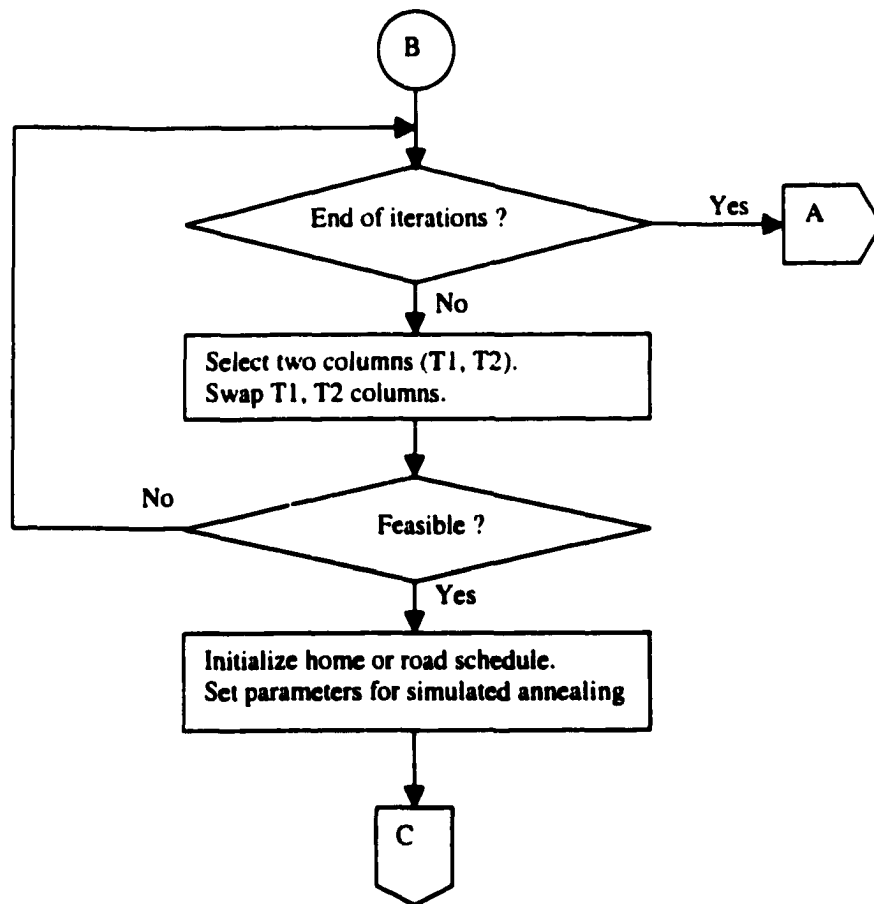 B
End of iterations ?
Yes
A
No
Select two columns (T1, T2).
Swap T1, T2 columns.
No
Feasible ?
Yes
Initialize home or road schedule.
Set parameters for simulated annealing
C